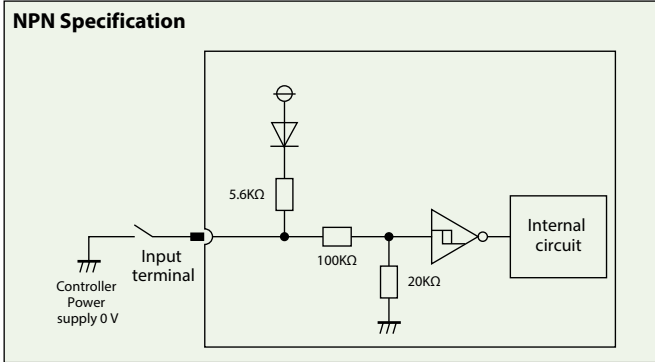 NPN Specification
5.6KΩ
100KΩ
20KΩ
Input
terminal
Controller
Power
supply 0 V
Internal
circuit